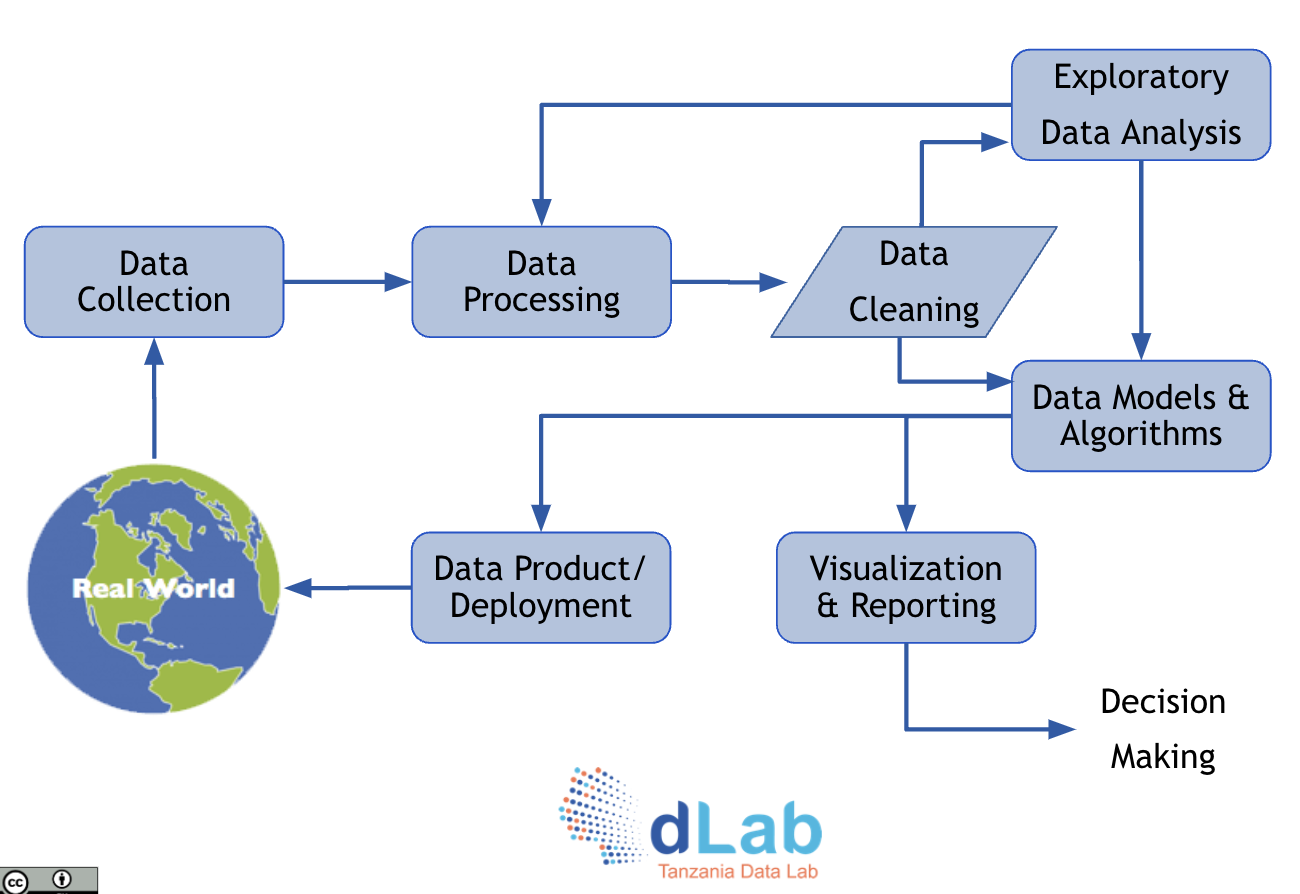 Exploratory
Data Analysis
Data
Collection
Data
Processing
Data
Cleaning
Data Models &
Algorithms
Real World
Data Product/
Deployment
Visualization
& Reporting
Decision
Making
dLab
Tanzania Data Lab
cc